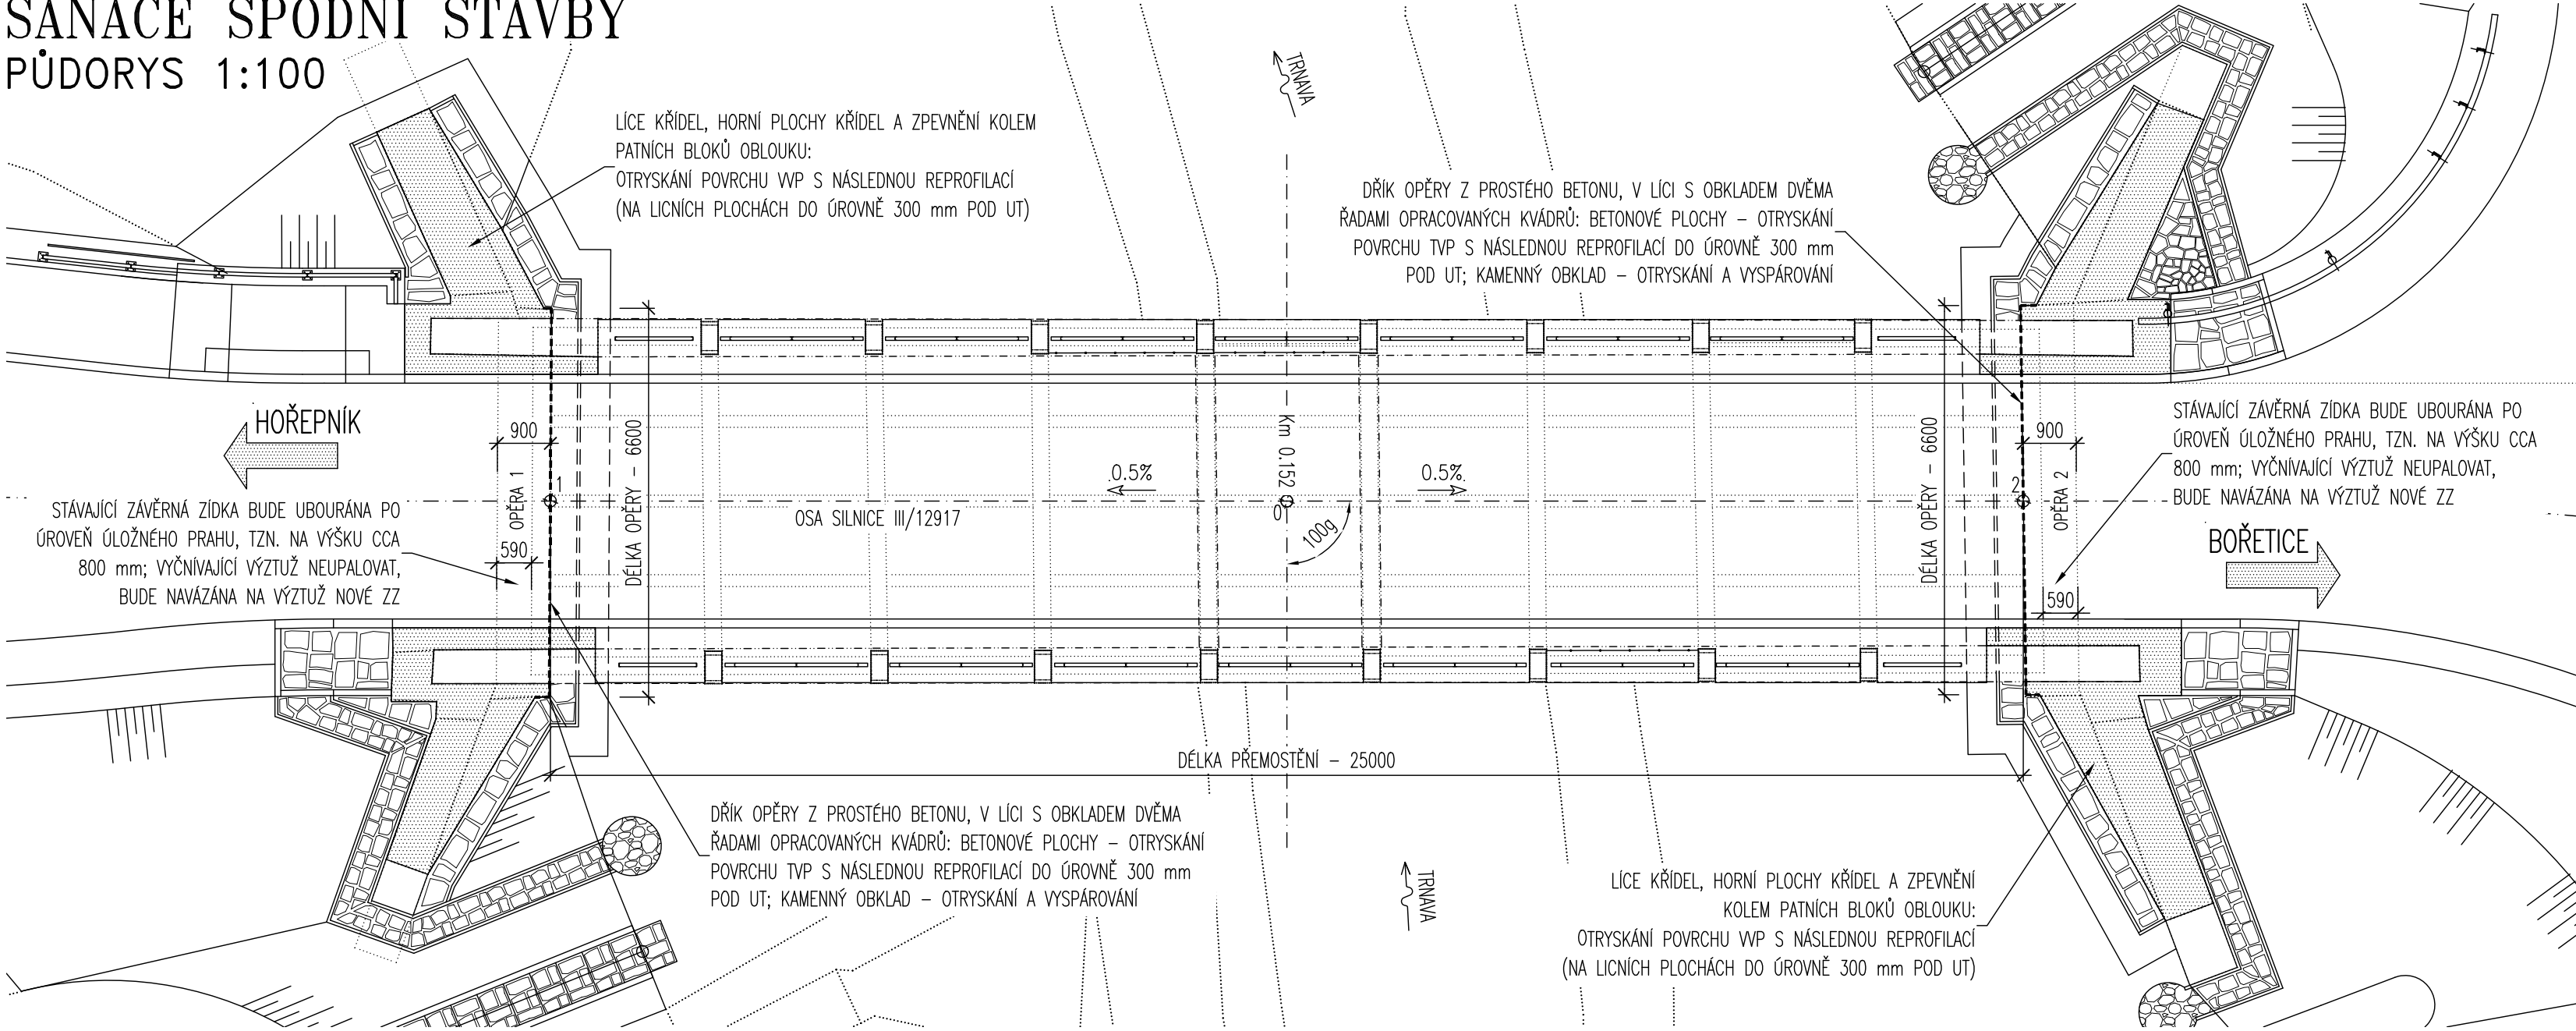 SANACE SPODNÍ STAVBY
PŮDORYS 1:100
TRNAVA
LÍCE KŘÍDEL, HORNÍ PLOCHY KŘÍDEL A ZPEVNĚNÍ KOLEM
PATNÍCH BLOKŮ OBLOUKU:
OTRYSKÁNÍ POVRCHU VVP S NÁSLEDNOU REPROFILACÍ
(NA LICNÍCH PLOCHÁCH DO ÚROVNĚ 300 mm POD UT)
DŘÍK OPĚRY Z PROSTÉHO BETONU, V LÍCI S OBKLADEM DVĚMA
ŘADAMI OPRACOVANÝCH KVÁDRŮ: BETONOVÉ PLOCHY – OTRYSKÁNÍ
POVRCHU TVP S NÁSLEDNOU REPROFILACÍ DO ÚROVNĚ 300 mm
POD UT; KAMENNÝ OBKLAD – OTRYSKÁNÍ A VYSPÁROVÁNÍ
HOŘEPNÍK
900
OPĚRA 1
590
1
DÉLKA OPĚRY – 6600
STÁVAJÍCÍ ZÁVĚRNÁ ZÍDKA BUDE UBOURÁNA PO
ÚROVEŇ ÚLOŽNÉHO PRAHU, TZN. NA VÝŠKU CCA
800 mm; VYČNÍVAJÍCÍ VÝZTUŽ NEUPALOVAT,
BUDE NAVÁZÁNA NA VÝZTUŽ NOVÉ ZZ
OSA SILNICE III/12917
0.5%
Km 0.152
0
100g
0.5%
DÉLKA OPĚRY – 6600
2
900
OPĚRA 2
590
STÁVAJÍCÍ ZÁVĚRNÁ ZÍDKA BUDE UBOURÁNA PO
ÚROVEŇ ÚLOŽNÉHO PRAHU, TZN. NA VÝŠKU CCA
800 mm; VYČNÍVAJÍCÍ VÝZTUŽ NEUPALOVAT,
BUDE NAVÁZÁNA NA VÝZTUŽ NOVÉ ZZ
BOŘETICE
DÉLKA PŘEMOSTĚNÍ – 25000
DŘÍK OPĚRY Z PROSTÉHO BETONU, V LÍCI S OBKLADEM DVĚMA
ŘADAMI OPRACOVANÝCH KVÁDRŮ: BETONOVÉ PLOCHY – OTRYSKÁNÍ
POVRCHU TVP S NÁSLEDNOU REPROFILACÍ DO ÚROVNĚ 300 mm
POD UT; KAMENNÝ OBKLAD – OTRYSKÁNÍ A VYSPÁROVÁNÍ
TRNAVA
LÍCE KŘÍDEL, HORNÍ PLOCHY KŘÍDEL A ZPEVNĚNÍ
KOLEM PATNÍCH BLOKŮ OBLOUKU:
OTRYSKÁNÍ POVRCHU VVP S NÁSLEDNOU REPROFILACÍ
(NA LICNÍCH PLOCHÁCH DO ÚROVNĚ 300 mm POD UT)